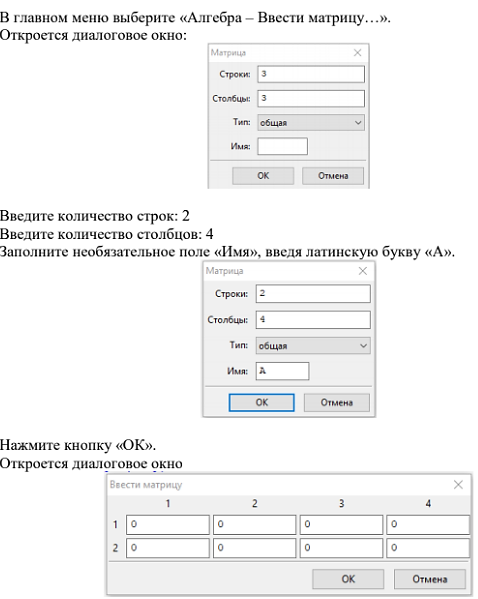 В главном меню выберите «Алгебра – Ввести матрицу…».
Откроется диалоговое окно:
Матрица
Строки: 3
Столбцы: 3
Тип: общая
Имя:
ОК Отмена
Введите количество строк: 2
Введите количество столбцов: 4
Заполните необязательное поле «Имя», введя латинскую букву «А».
Матрица
Строки: 2
Столбцы: 4
Тип: общая
Имя: A
ОК Отмена
Нажмите кнопку «ОК».
Откроется диалоговое окно
Ввести матрицу
1 2 3 4
1 0 0 0 0
2 0 0 0 0
ОК Отмена